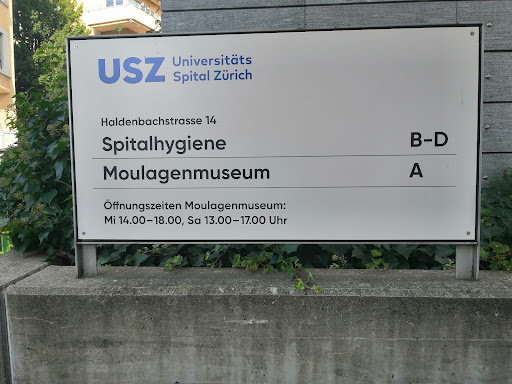 USZ Universitäts
Spital Zürich
Haldenbachstrasse 14
Spitalhygiene B–D
Moulagenmuseum A
Öffnungszeiten Moulagenmuseum:
Mi 14.00–18.00, Sa 13.00–17.00 Uhr